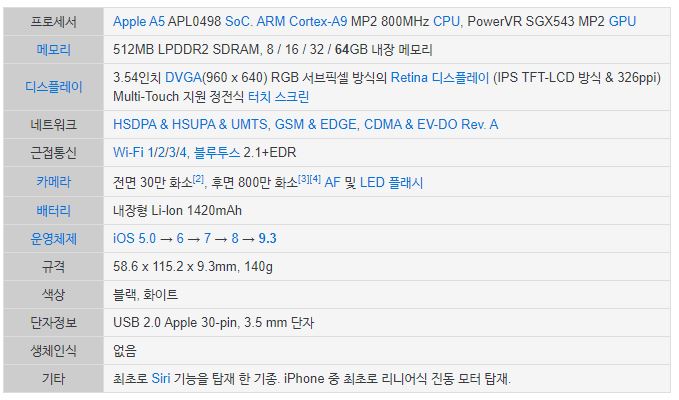 프로세서 Apple A5 APL0498 SoC. ARM Cortex-A9 MP2 800MHz CPU, PowerVR SGX543 MP2 GPU
메모리 512MB LPDDR2 SDRAM, 8 / 16 / 32 / 64GB 내장 메모리
디스플레이 3.54인치 DVGA(960 x 640) RGB 서브픽셀 방식의 Retina 디스플레이 (IPS TFT-LCD 방식 & 326ppi)
Multi-Touch 지원 정전식 터치 스크린
네트워크 HSDPA & HSUPA & UMTS, GSM & EDGE, CDMA & EV-DO Rev. A
근접통신 Wi-Fi 1/2/3/4, 블루투스 2.1+EDR
카메라 전면 30만 화소[2], 후면 800만 화소[3][4] AF 및 LED 플래시
배터리 내장형 Li-Ion 1420mAh
운영체제 iOS 5.0 → 6 → 7 → 8 → 9.3
규격 58.6 x 115.2 x 9.3mm, 140g
색상 블랙, 화이트
단자정보 USB 2.0 Apple 30-pin, 3.5 mm 단자
생체인식 없음
기타 최초로 Siri 기능을 탑재 한 기종. iPhone 중 최초로 리니어식 진동 모터 탑재.